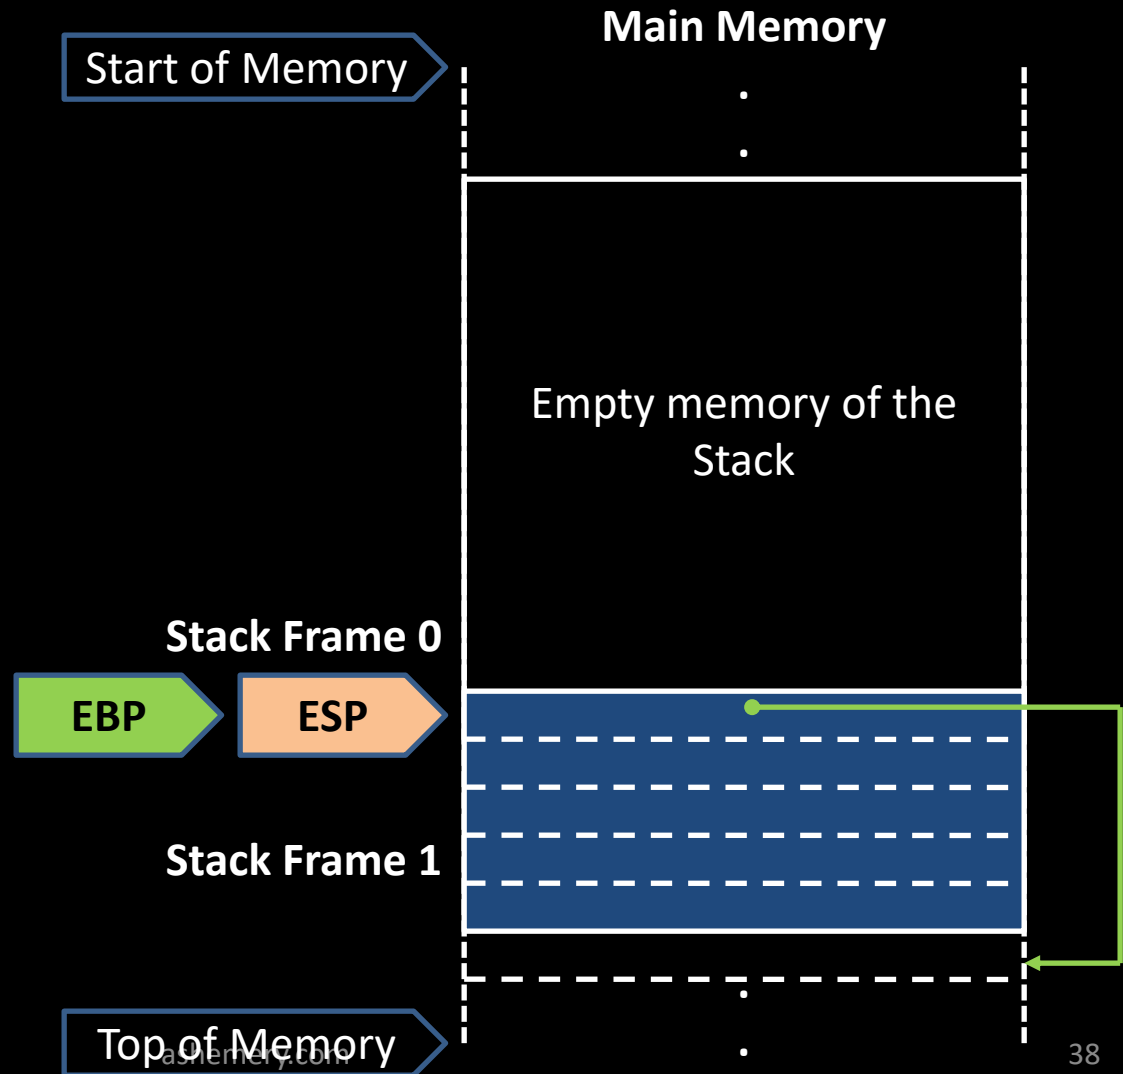 Main Memory
Start of Memory
.
.
Empty memory of the
Stack
Stack Frame 0
EBP
ESP
Stack Frame 1
.
Top of Memory
ashemery.com
.
38